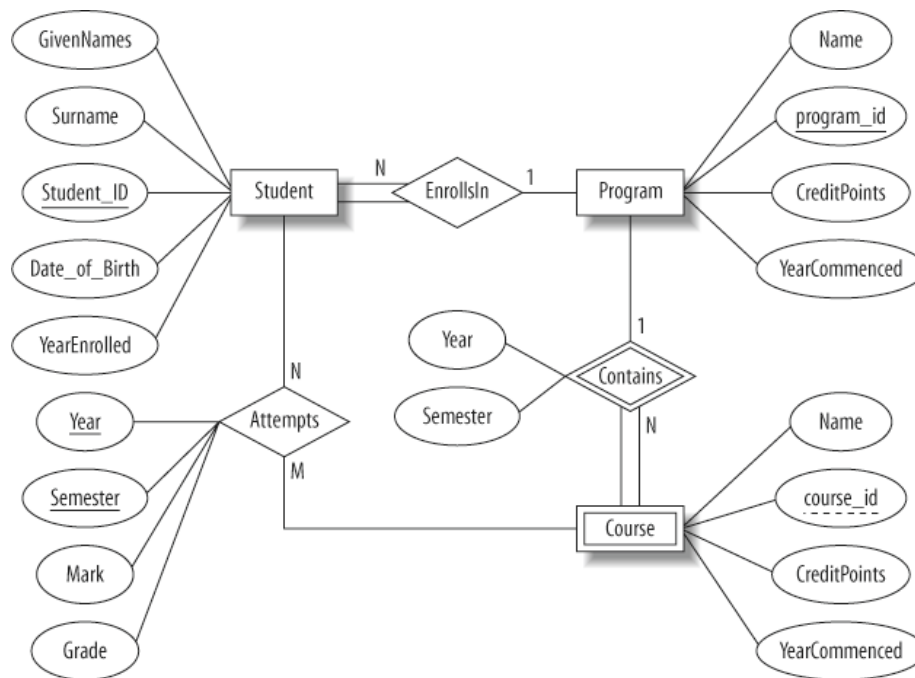 GivenNames
Surname
Student_ID
Date_of_Birth
YearEnrolled
Student
N
EnrollsIn
1
Program
Name
program_id
CreditPoints
YearCommenced
1
Contains
N
Year
Semester
N
Attempts
M
Year
Semester
Mark
Grade
Course
Name
course_id
CreditPoints
YearCommenced